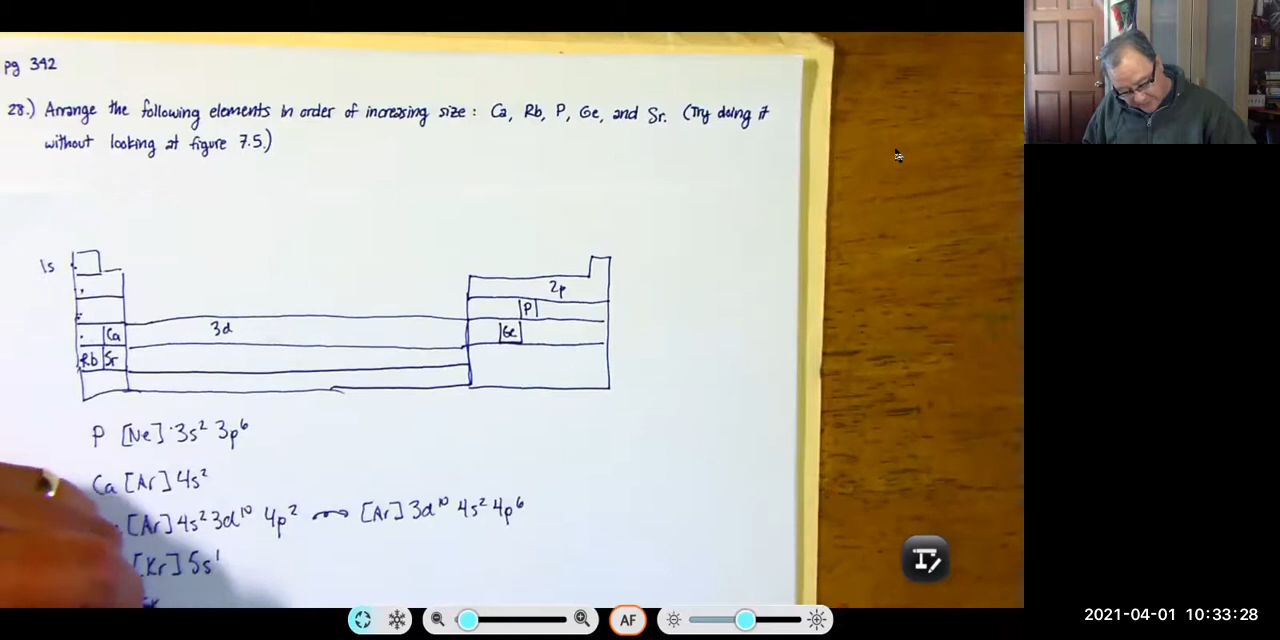 pg 342
28.) Arrange the following elements in order of increasing size: Ca, Rb, P, Ge, and Sr. (Try doing it
without looking at figure 7.5.)
1s
2p
P
Ca 3d Ge
Rb Sr
P [Ne] 3s² 3p⁶
Ca [Ar] 4s²
[Ar] 4s² 3d¹⁰ 4p² [Ar] 3d¹⁰ 4s² 4p⁶
[Kr] 5s¹
AF
2021-04-01 10:33:28